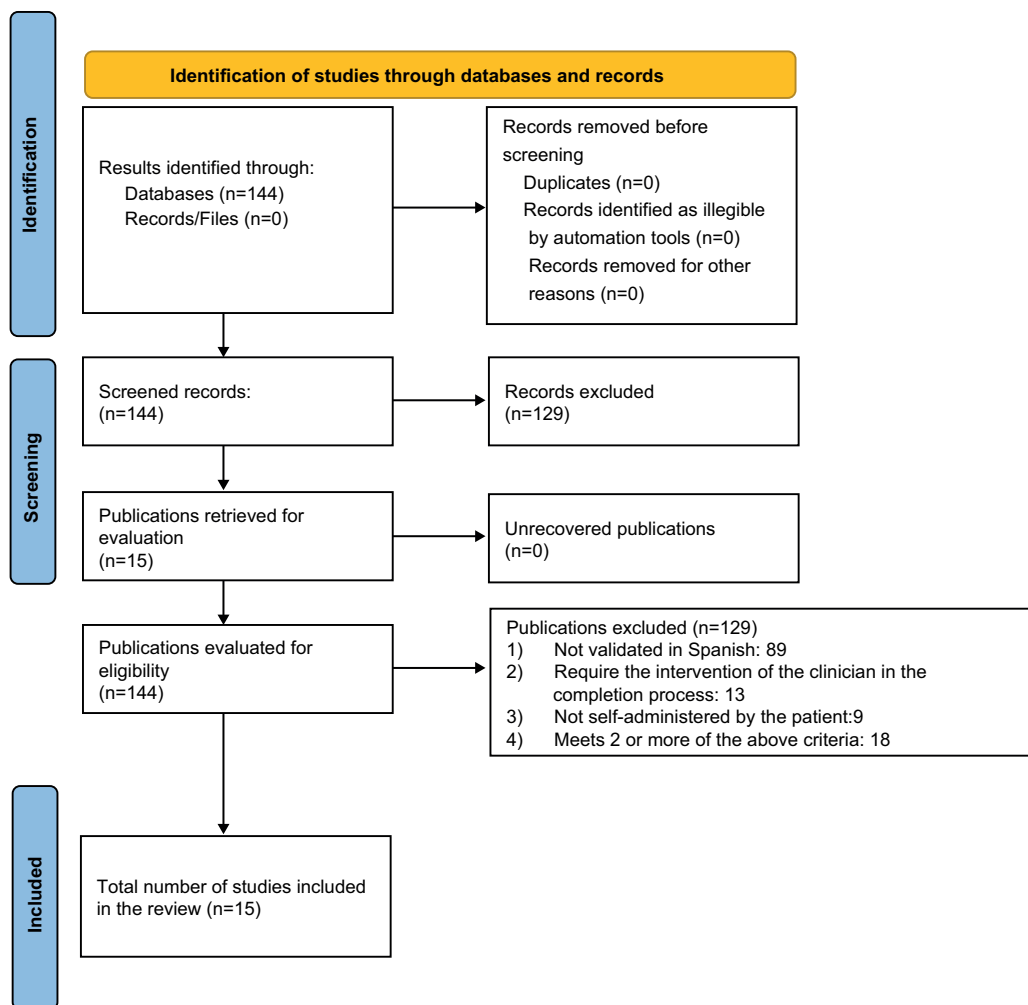 Identification of studies through databases and records
Identification
Results identified through:
Databases (n=144)
Records/Files (n=0)
Records removed before
screening
Duplicates (n=0)
Records identified as illegible
by automation tools (n=0)
Records removed for other
reasons (n=0)
Screening
Screened records:
(n=144)
Records excluded
(n=129)
Publications retrieved for
evaluation
(n=15)
Unrecovered publications
(n=0)
Publications evaluated for
eligibility
(n=144)
Publications excluded (n=129)
1) Not validated in Spanish: 89
2) Require the intervention of the clinician in the
completion process: 13
3) Not self-administered by the patient:9
4) Meets 2 or more of the above criteria: 18
Included
Total number of studies included
in the review (n=15)